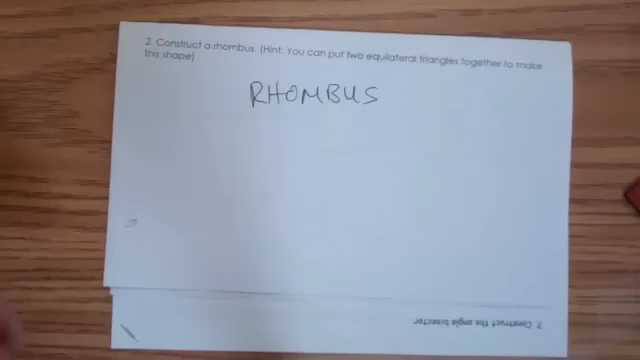 2. Construct a rhombus. (Hint: You can put two equilateral triangles together to make
this shape)
RHOMBUS
7. Construct the angle bisector